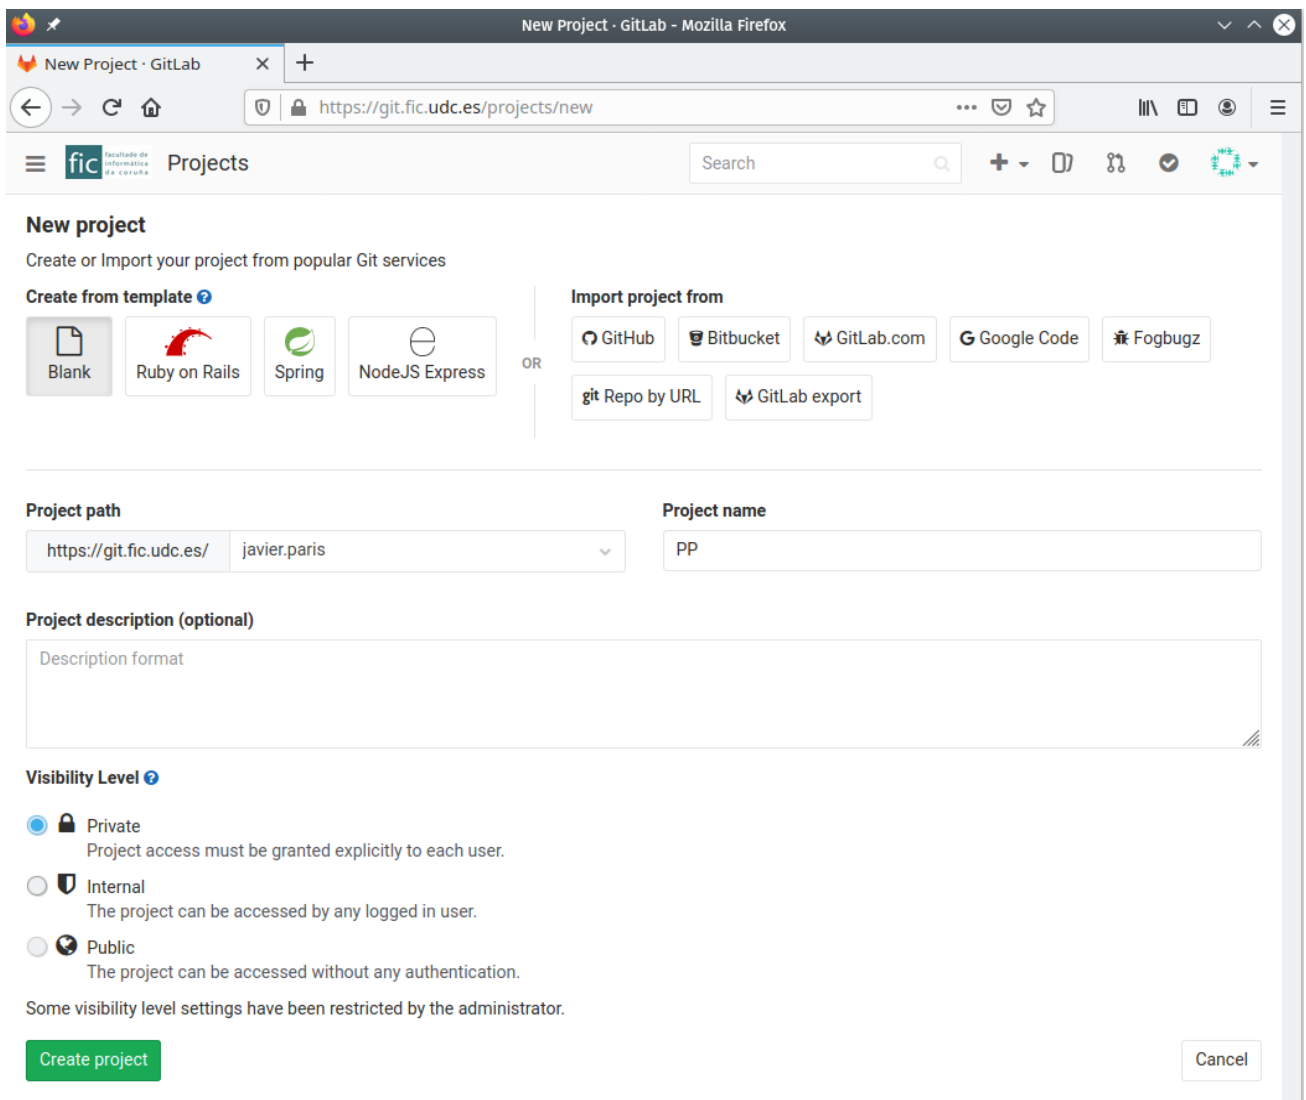 New Project · GitLab - Mozilla Firefox
New Project · GitLab
https://git.fic.udc.es/projects/new
fic facultade de informática da coruña Projects Search
New project
Create or Import your project from popular Git services
Create from template
Blank Ruby on Rails Spring NodeJS Express
OR
Import project from
GitHub Bitbucket GitLab.com Google Code Fogbugz
git Repo by URL GitLab export
Project path Project name
https://git.fic.udc.es/ javier.paris PP
Project description (optional)
Description format
Visibility Level
Private
Project access must be granted explicitly to each user.
Internal
The project can be accessed by any logged in user.
Public
The project can be accessed without any authentication.
Some visibility level settings have been restricted by the administrator.
Create project Cancel